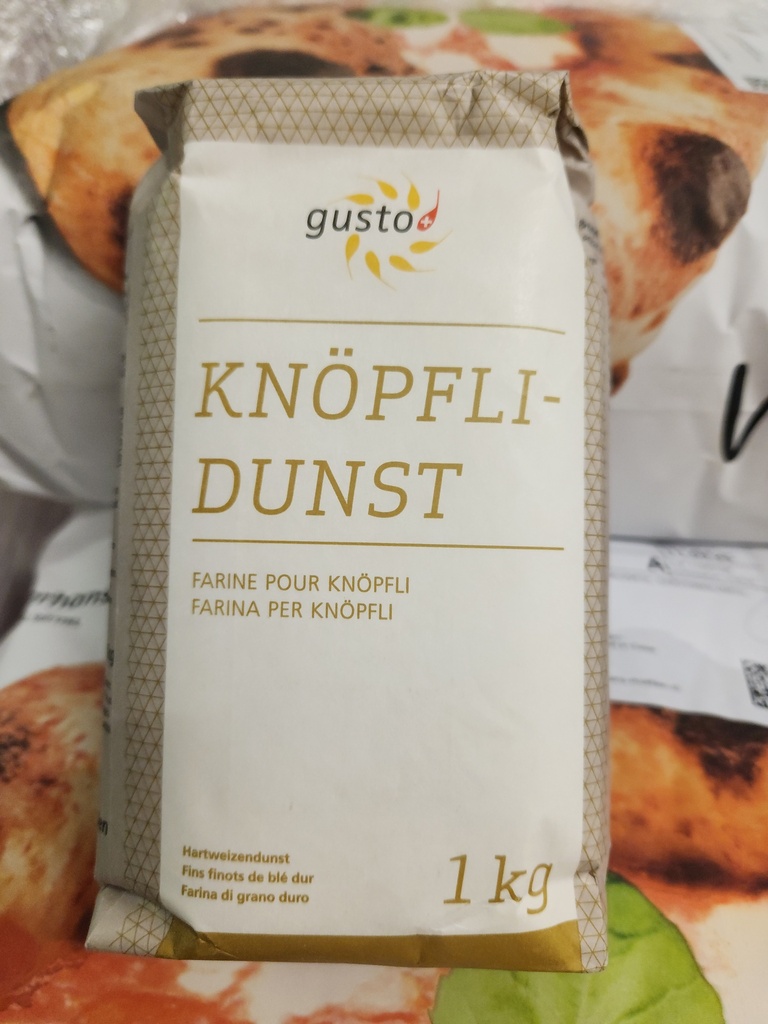 gusto
KNÖPFLI-
DUNST
FARINE POUR KNÖPFLI
FARINA PER KNÖPFLI
Hartweizendunst
Fins finots de blé dur
Farina di grano duro
1 kg